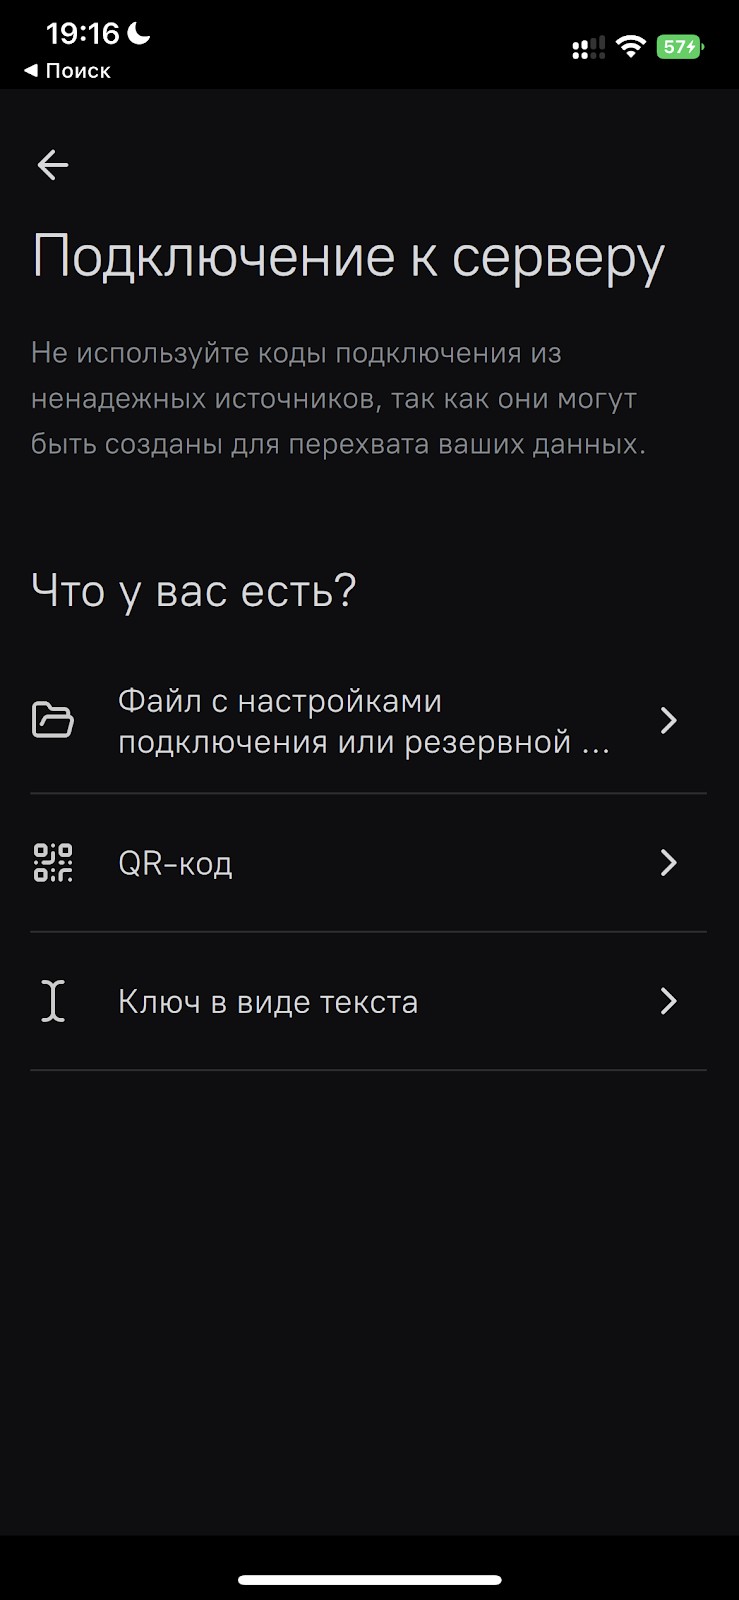 19:16
57
◀ Поиск
Подключение к серверу
Не используйте коды подключения из
ненадежных источников, так как они могут
быть созданы для перехвата ваших данных.
Что у вас есть?
Файл с настройками
подключения или резервной ...
QR-код
Ключ в виде текста